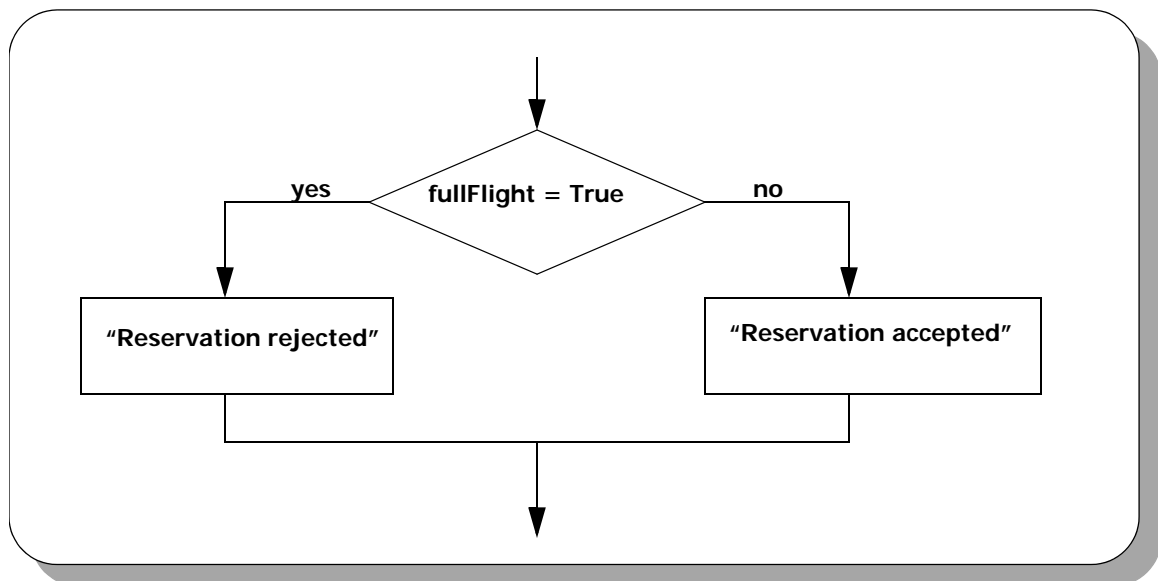 yes
fullFlight = True
no
“Reservation rejected”
“Reservation accepted”